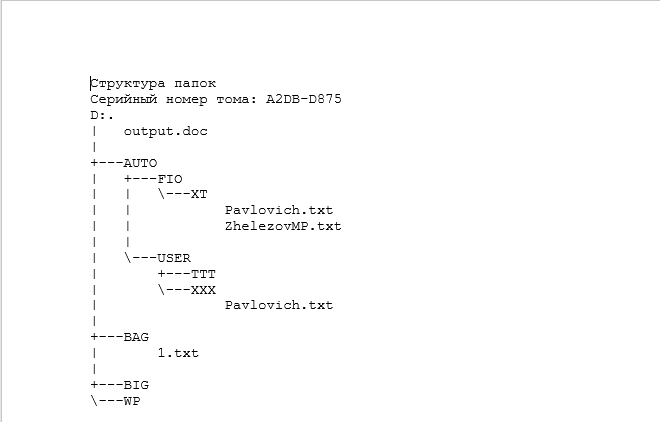 Структура папок
Серийный номер тома: A2DB-D875
D:.
|   output.doc
|
+---AUTO
|   +---FIO
|   |   \---XT
|   |           Pavlovich.txt
|   |           ZhelezovMP.txt
|   |
|   \---USER
|       +---TTT
|       \---XXX
|               Pavlovich.txt
|
+---BAG
|       1.txt
|
+---BIG
\---WP